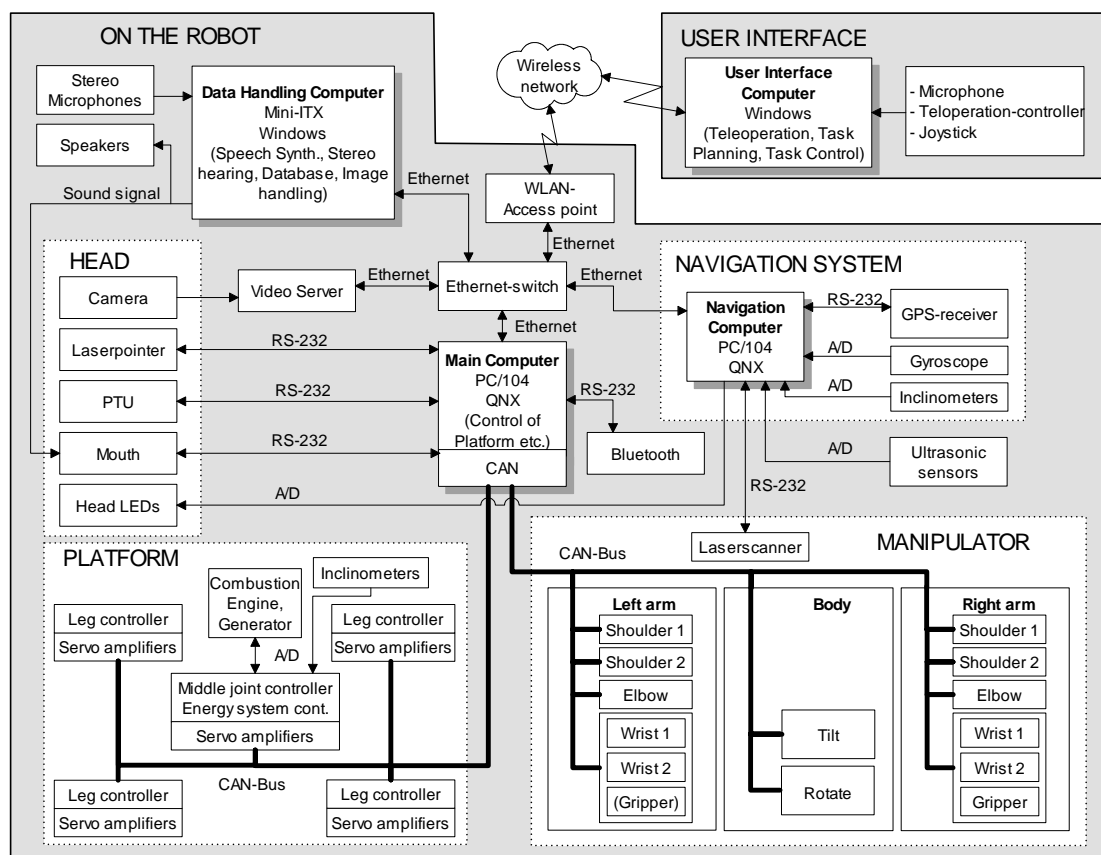 ON THE ROBOT
USER INTERFACE
Stereo
Microphones
Speakers
Sound signal
Data Handling Computer
Mini-ITX
Windows
(Speech Synth., Stereo
hearing, Database, Image
handling)
Ethernet
Wireless
network
WLAN-
Access point
Ethernet
User Interface
Computer
Windows
(Teleoperation, Task
Planning, Task Control)
- Microphone
- Teloperation-controller
- Joystick
HEAD
Camera
Laserpointer
PTU
Mouth
Head LEDs
Video Server
Ethernet
Ethernet-switch
Ethernet
Ethernet
RS-232
RS-232
RS-232
A/D
Main Computer
PC/104
QNX
(Control of
Platform etc.)
CAN
RS-232
Bluetooth
NAVIGATION SYSTEM
Navigation
Computer
PC/104
QNX
RS-232
GPS-receiver
A/D
Gyroscope
A/D
Inclinometers
A/D
Ultrasonic
sensors
RS-232
PLATFORM
Combustion
Engine,
Generator
Inclinometers
A/D
Leg controller
Servo amplifiers
Leg controller
Servo amplifiers
Middle joint controller
Energy system cont.
Servo amplifiers
CAN-Bus
Leg controller
Servo amplifiers
Leg controller
Servo amplifiers
MANIPULATOR
Laserscanner
CAN-Bus
Left arm
Shoulder 1
Shoulder 2
Elbow
Wrist 1
Wrist 2
(Gripper)
Body
Tilt
Rotate
Right arm
Shoulder 1
Shoulder 2
Elbow
Wrist 1
Wrist 2
Gripper